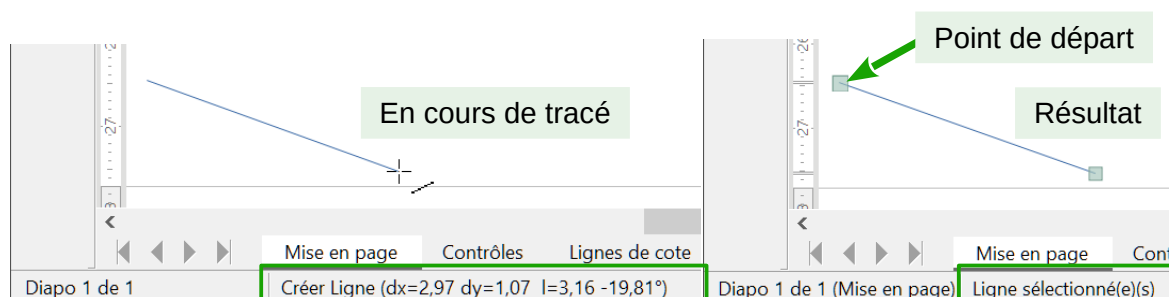 Point de départ
En cours de tracé
Résultat
27
26
27
Mise en page Contrôles Lignes de cote
Mise en page
Diapo 1 de 1 Créer Ligne (dx=2,97 dy=1,07 l=3,16 -19,81°)
Diapo 1 de 1 (Mise en page) Ligne sélectionné(e)(s)